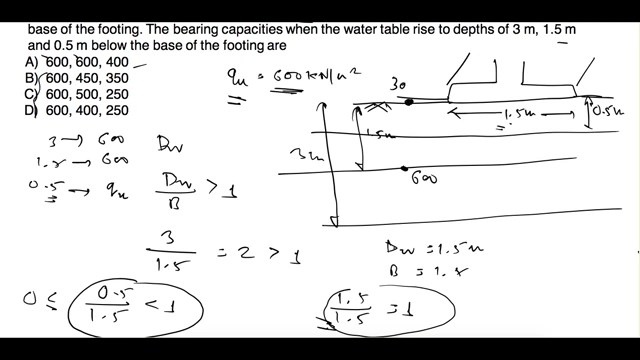 base of the footing. The bearing capacities when the water table rise to depths of 3 m, 1.5 m
and 0.5 m below the base of the footing are
A) 600, 600, 400
B) 600, 450, 350
C) 600, 500, 250
D) 600, 400, 250
qu = 600 kN/m²
30
1.5m
0.5m
1.5m
3m
600
3 → 600
Dw
1.5 → 600
0.5 → qu
Dw/B > 1
3/1.5 = 2 > 1
Dw = 1.5m
B = 1.5
0 ≤ 0.5/1.5 < 1
1.5/1.5 = 1